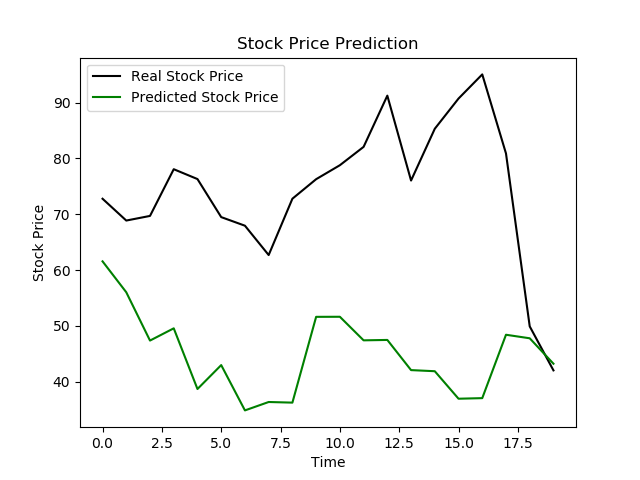 Stock Price Prediction
Real Stock Price
Predicted Stock Price
Stock Price
90
80
70
60
50
40
0.0 2.5 5.0 7.5 10.0 12.5 15.0 17.5
Time